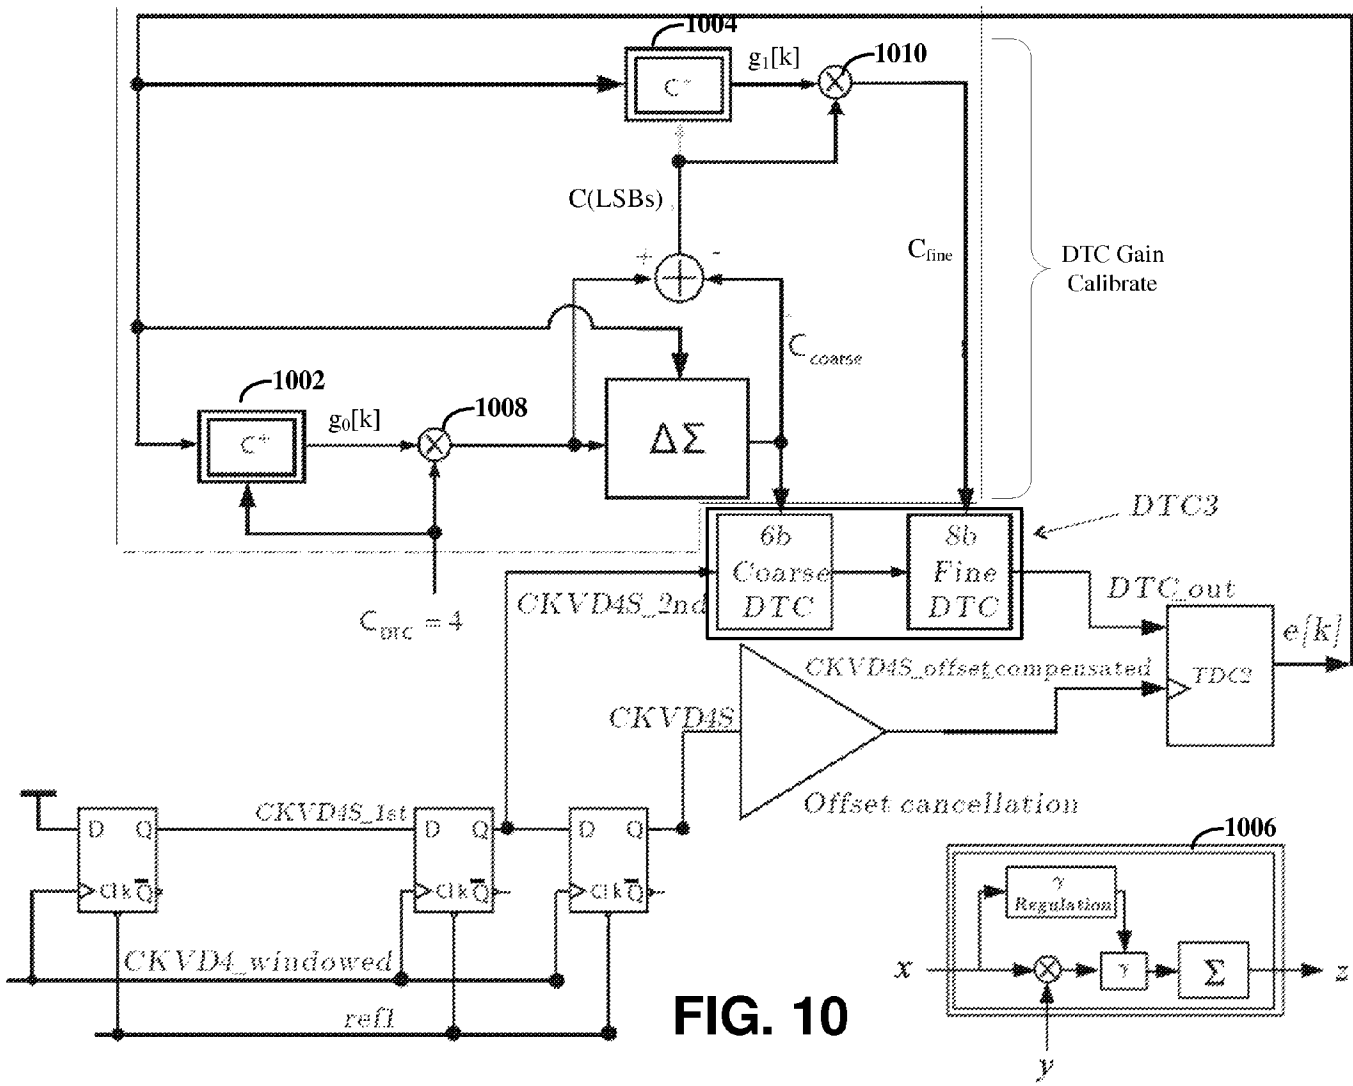 1004
g1[k]
1010
C
C(LSBs)
+
-
Cfine
DTC Gain
Calibrate
Ccoarse
1002
g0[k]
1008
C+
ΔΣ
DTC3
6b
Coarse
DTC
8b
Fine
DTC
CKVD4S_2nd
CDTC = 4
DTC_out
e[k]
CKVD4S_offset_compensated
TDC2
CKVD4S
Offset cancellation
CKVD4S_1st
D Q
Clk Q̅
D Q
Clk Q̅
D Q
Clk Q̅
1006
γ
Regulation
CKVD4_windowed
x
γ
Σ
z
ref1
FIG. 10
y